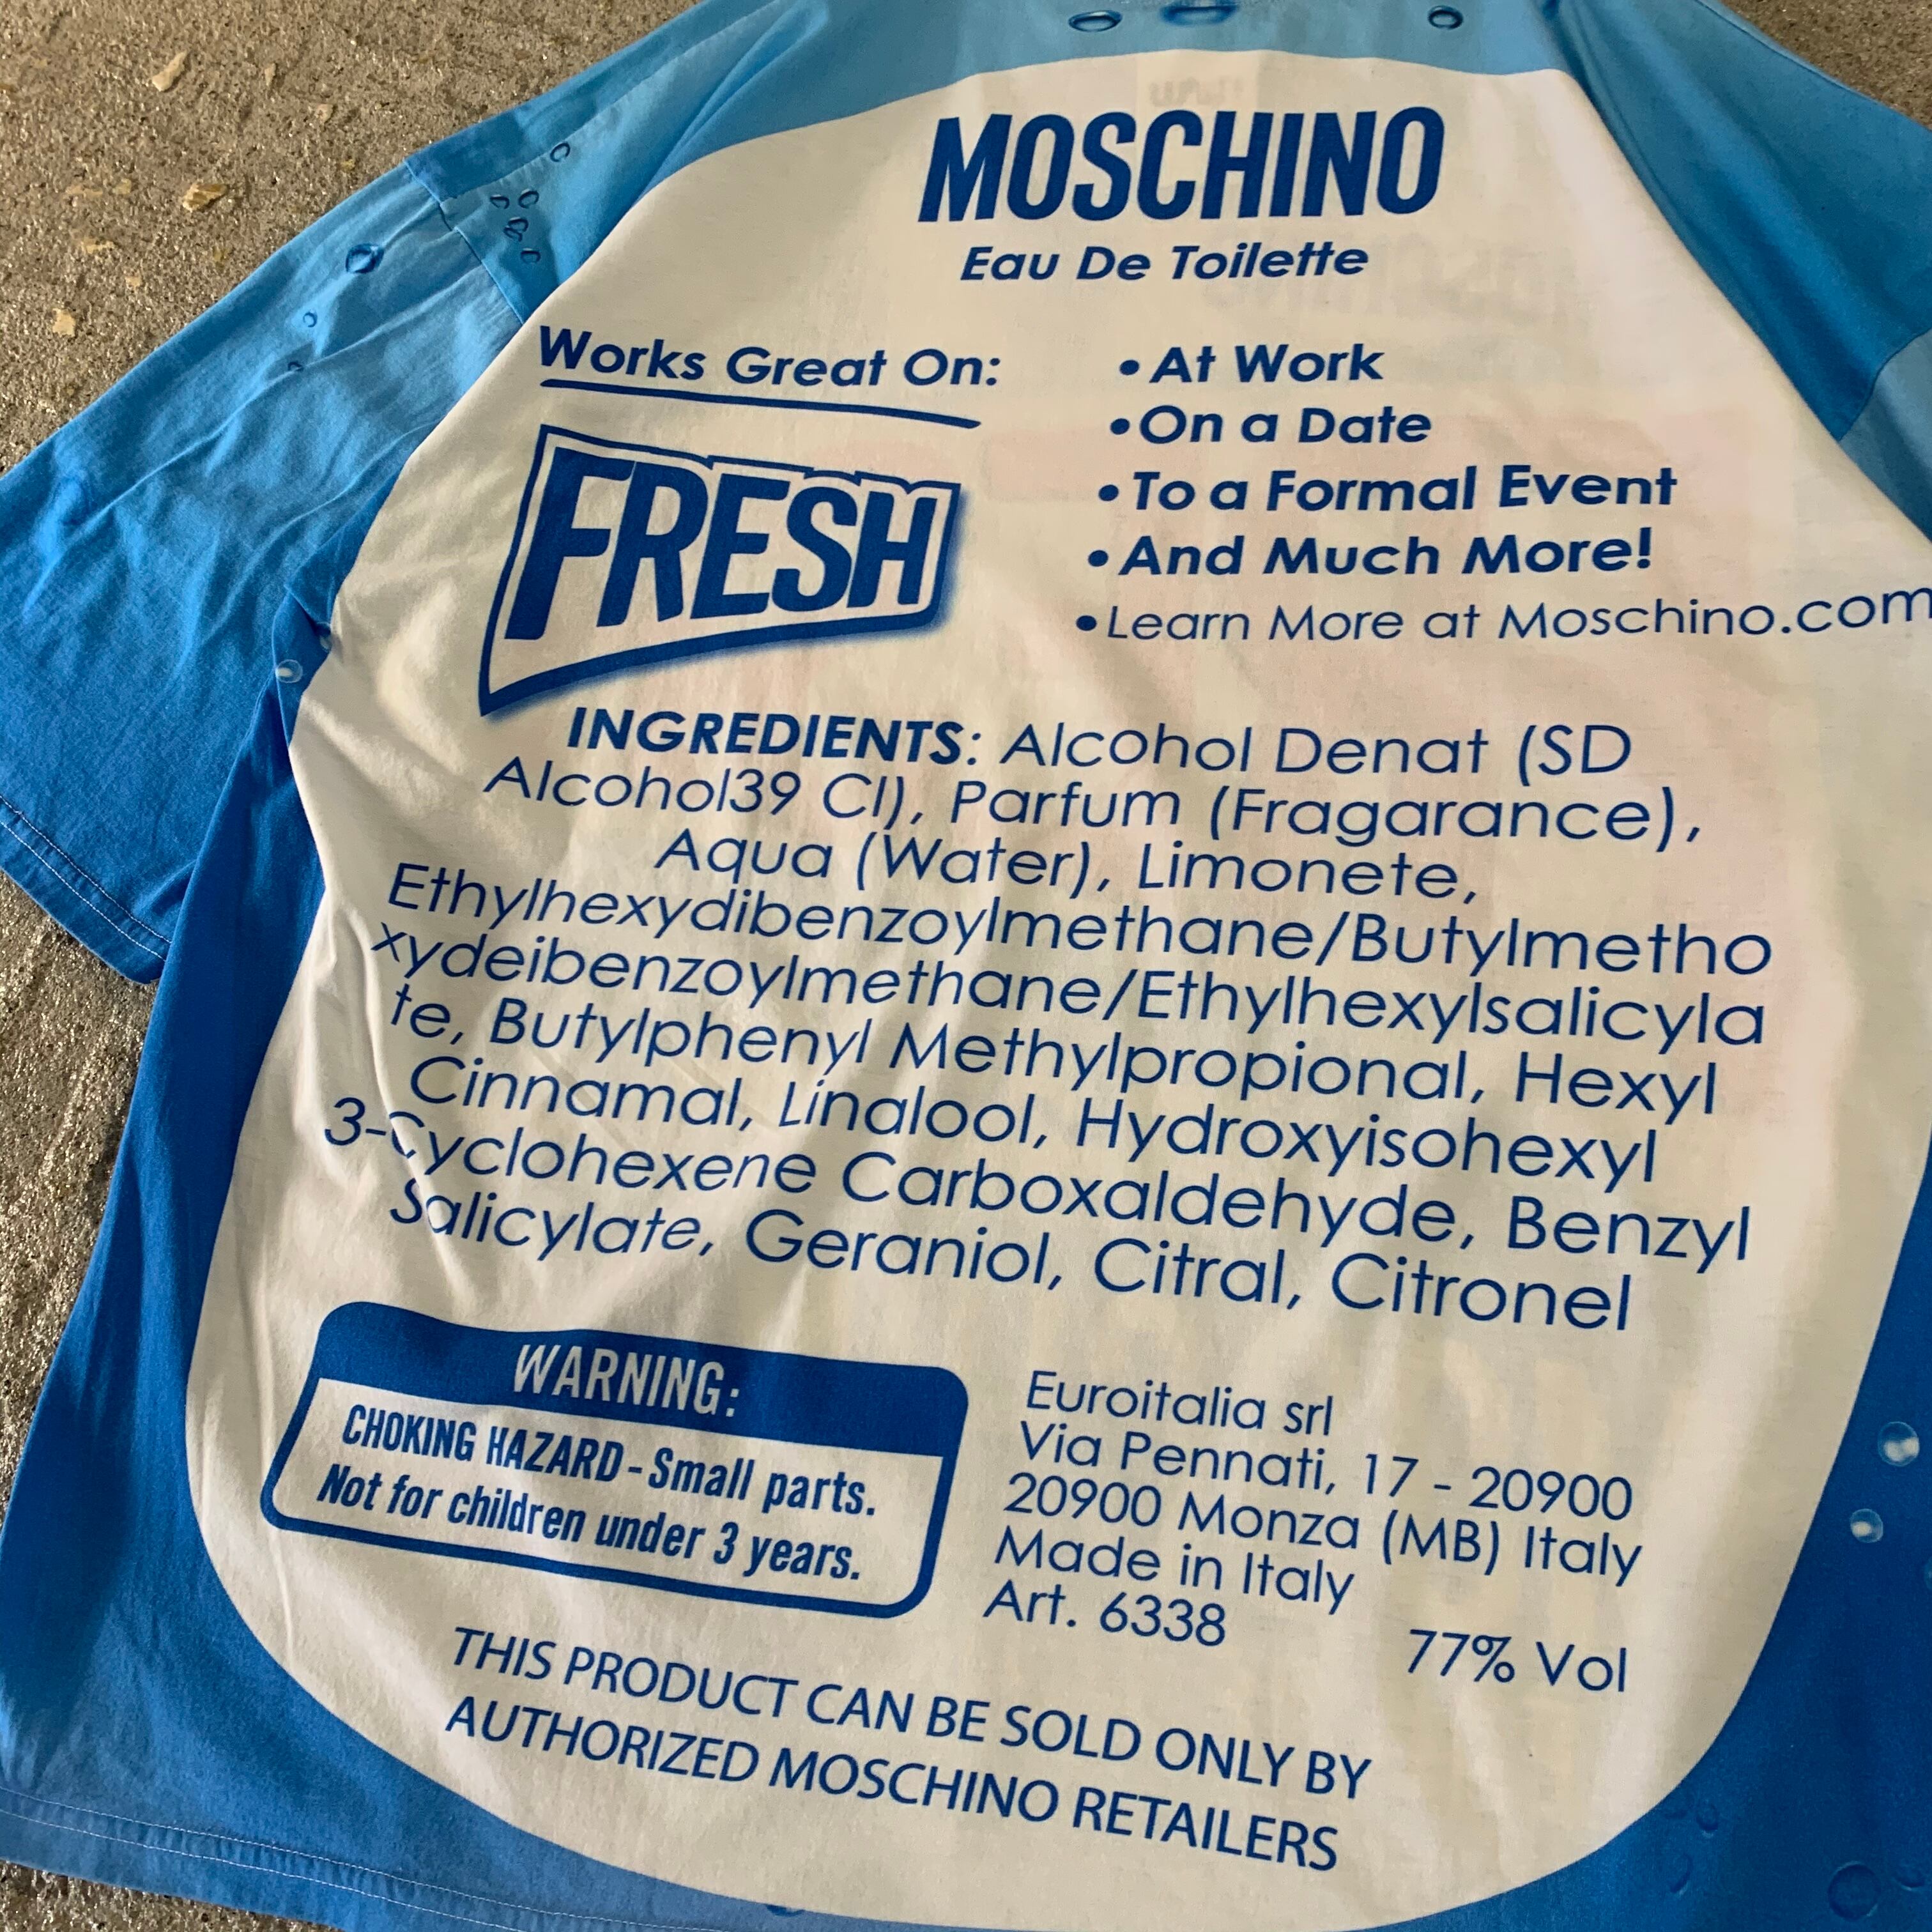 MOSCHINO
Eau De Toilette
Works Great On:
FRESH
• At Work
• On a Date
• To a Formal Event
• And Much More!
• Learn More at Moschino.com
INGREDIENTS: Alcohol Denat (SD
Alcohol39 CI), Parfum (Fragarance),
Aqua (Water), Limonete,
Ethylhexydibenzoylmethane/Butylmetho
xydeibenzoylmethane/Ethylhexylsalicyla
te, Butylphenyl Methylpropional, Hexyl
Cinnamal, Linalool, Hydroxyisohexyl
3-Cyclohexene Carboxaldehyde, Benzyl
Salicylate, Geraniol, Citral, Citronel
WARNING:
CHOKING HAZARD - Small parts.
Not for children under 3 years.
Euroitalia srl
Via Pennati, 17 - 20900
20900 Monza (MB) Italy
Made in Italy
Art. 6338
77% Vol
THIS PRODUCT CAN BE SOLD ONLY BY
AUTHORIZED MOSCHINO RETAILERS